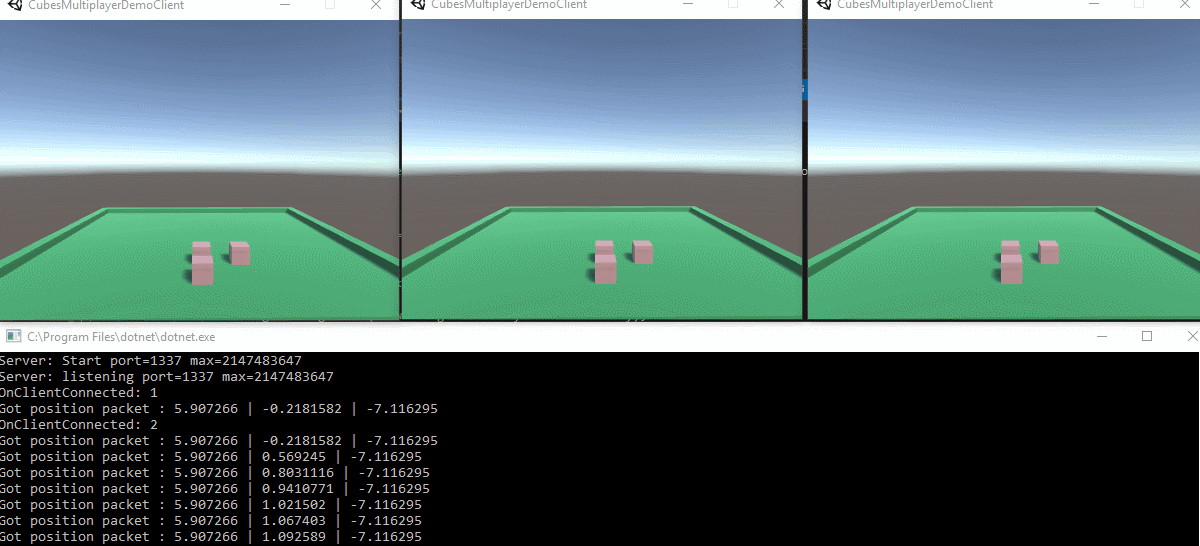 CubesMultiplayerDemoClient
CubesMultiplayerDemoClient
CubesMultiplayerDemoClient
C:\Program Files\dotnet\dotnet.exe
Server: Start port=1337 max=2147483647
Server: listening port=1337 max=2147483647
OnClientConnected: 1
Got position packet : 5.907266 | -0.2181582 | -7.116295
OnClientConnected: 2
Got position packet : 5.907266 | -0.2181582 | -7.116295
Got position packet : 5.907266 | 0.569245 | -7.116295
Got position packet : 5.907266 | 0.8031116 | -7.116295
Got position packet : 5.907266 | 0.9410771 | -7.116295
Got position packet : 5.907266 | 1.021502 | -7.116295
Got position packet : 5.907266 | 1.067403 | -7.116295
Got position packet : 5.907266 | 1.092589 | -7.116295